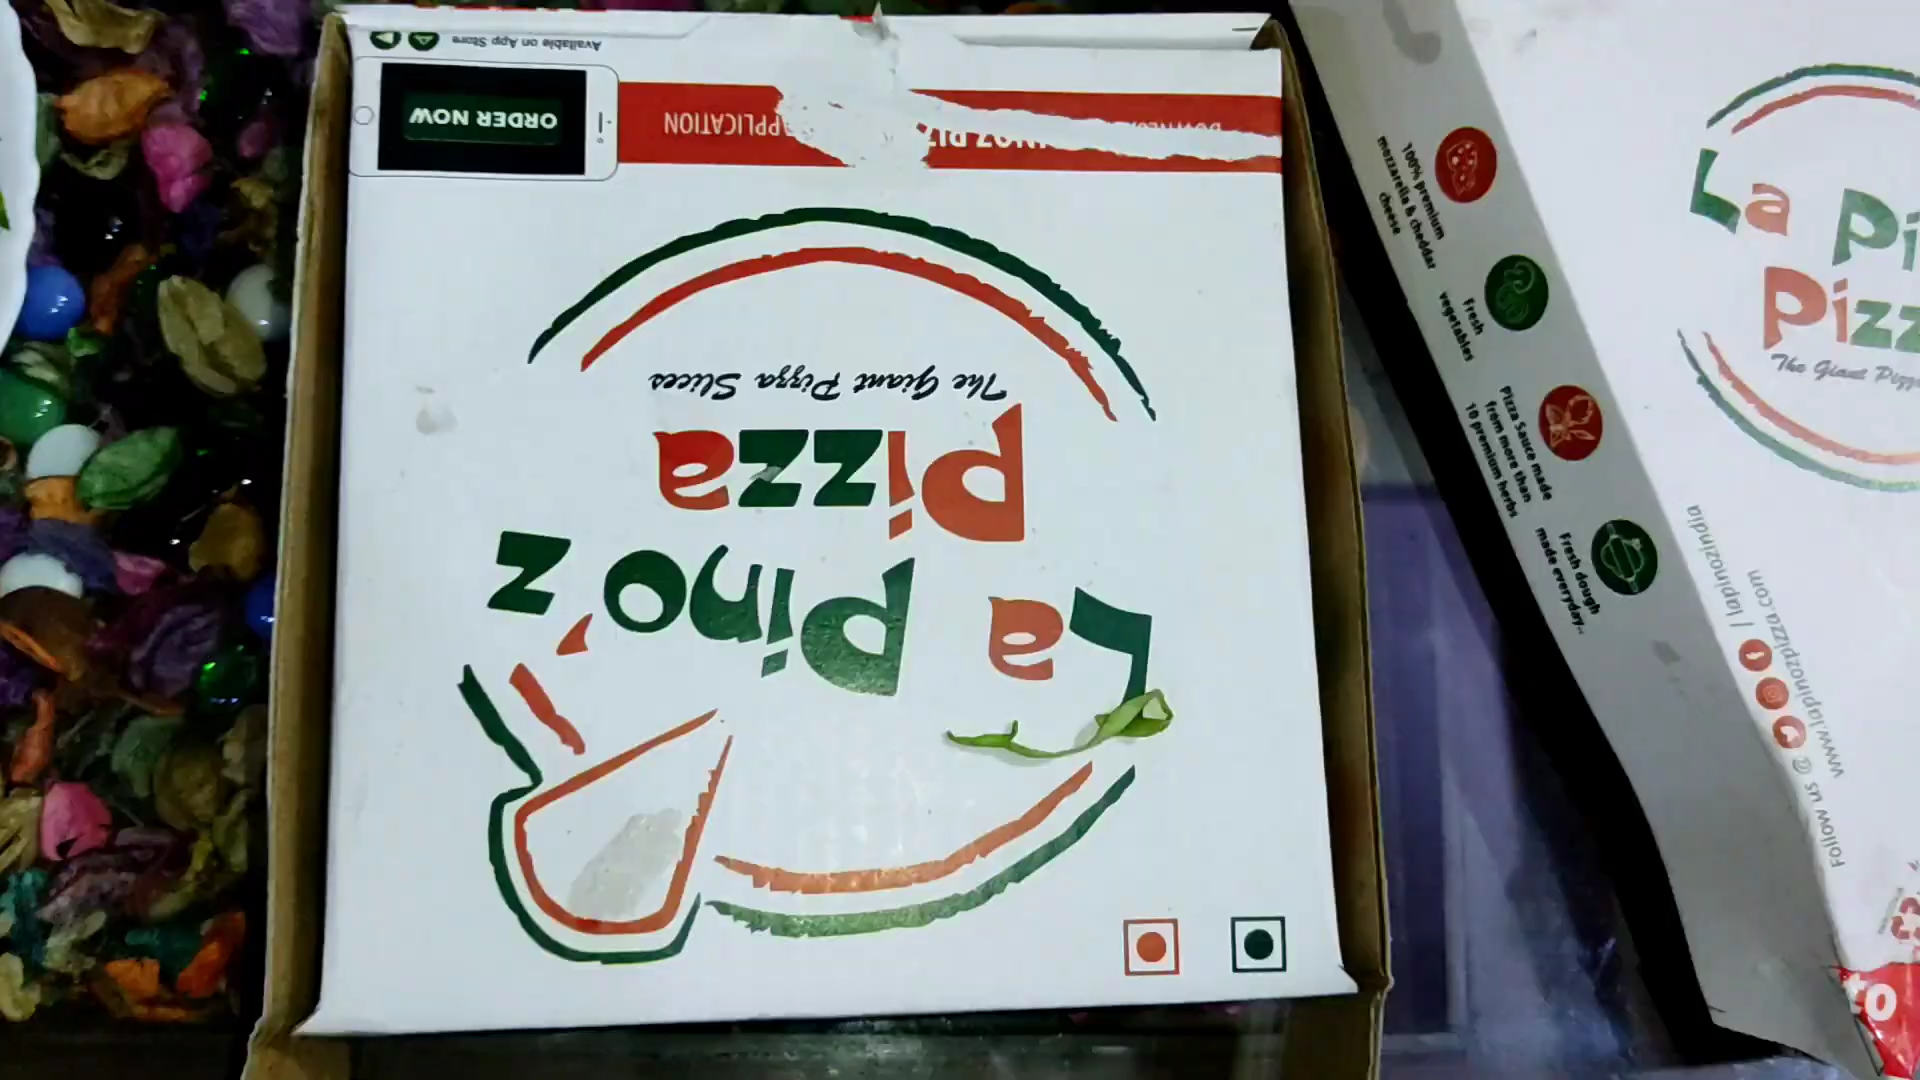 La Pino'z
Pizza
The Giant Pizza Slices
APPLICATION
ORDER NOW
Available on App Store
La Pi
Pizz
The Giant Pizz
100% premium
mozzarella & cheddar
cheese
fresh
vegetables
Pizza Sauce made
from more than
10 premium herbs
Fresh dough
made everyday..
Follow us @
| lapinozindia
www.lapinozpizza.com
to